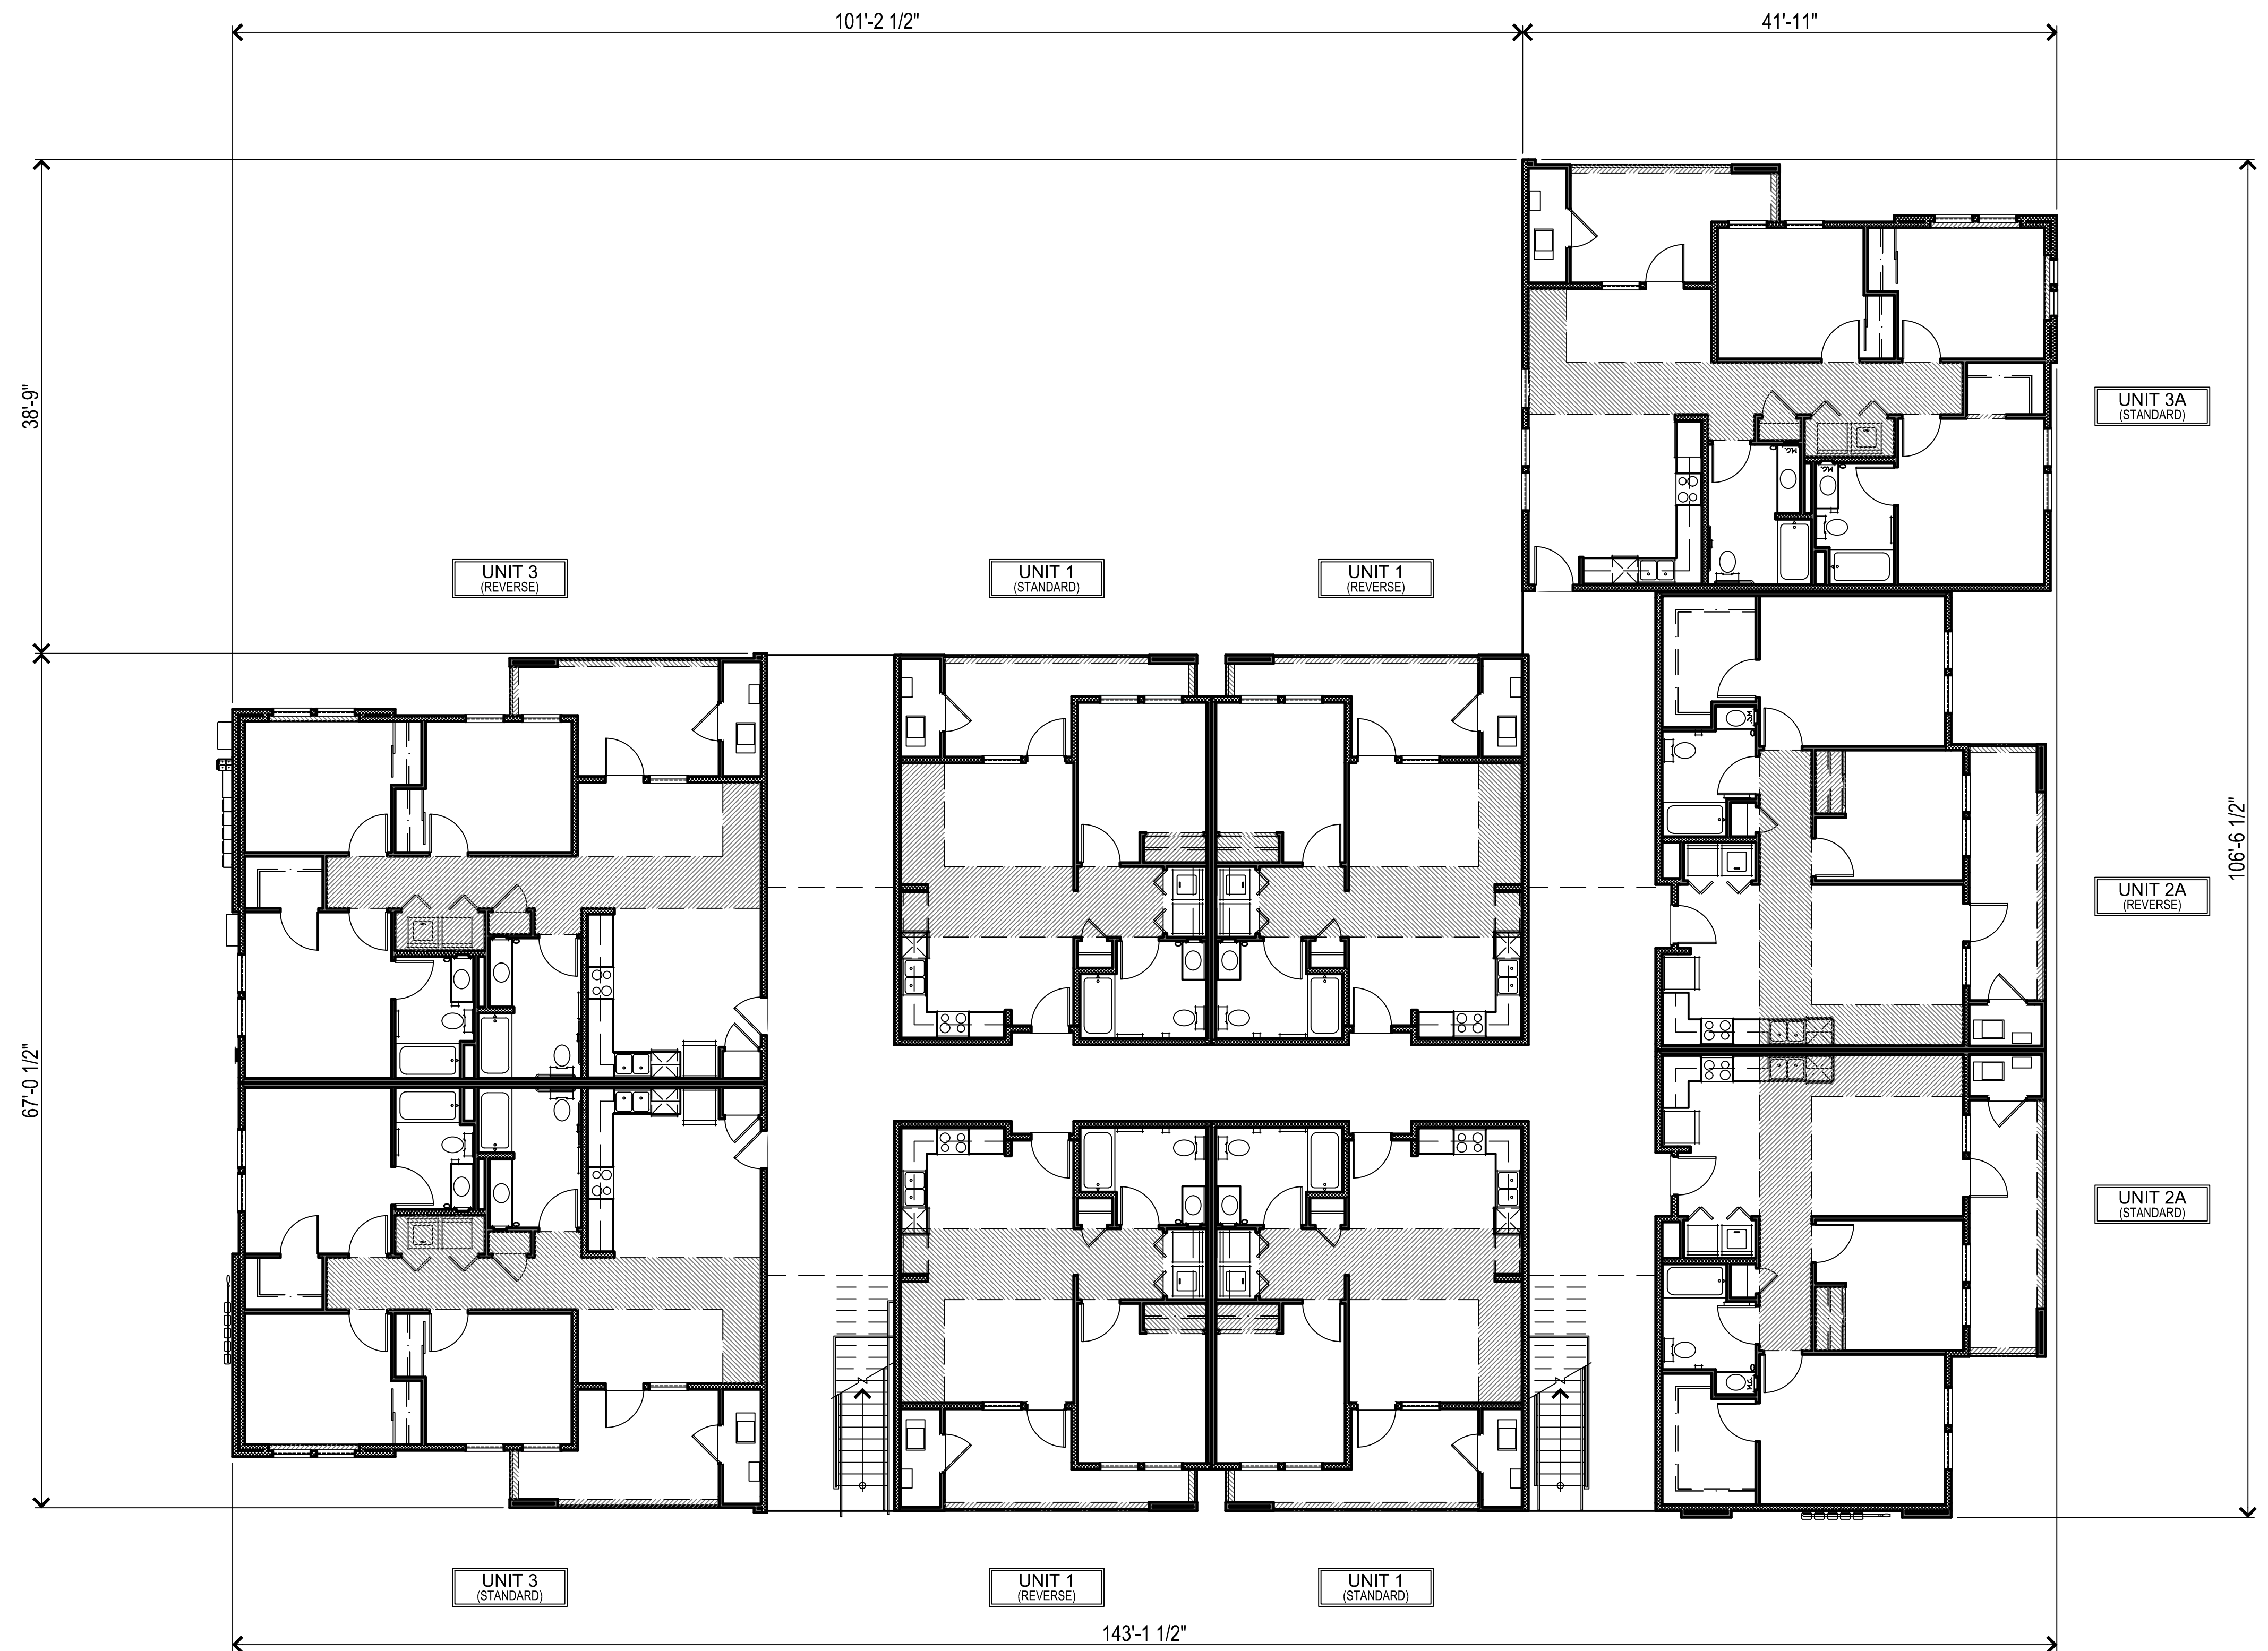 101'-2 1/2"
41'-11"
38'-9"
UNIT 3A
(STANDARD)
UNIT 3
(REVERSE)
UNIT 1
(STANDARD)
UNIT 1
(REVERSE)
106'-6 1/2"
UNIT 2A
(REVERSE)
67'-0 1/2"
UNIT 2A
(STANDARD)
UNIT 3
(STANDARD)
UNIT 1
(REVERSE)
UNIT 1
(STANDARD)
143'-1 1/2"